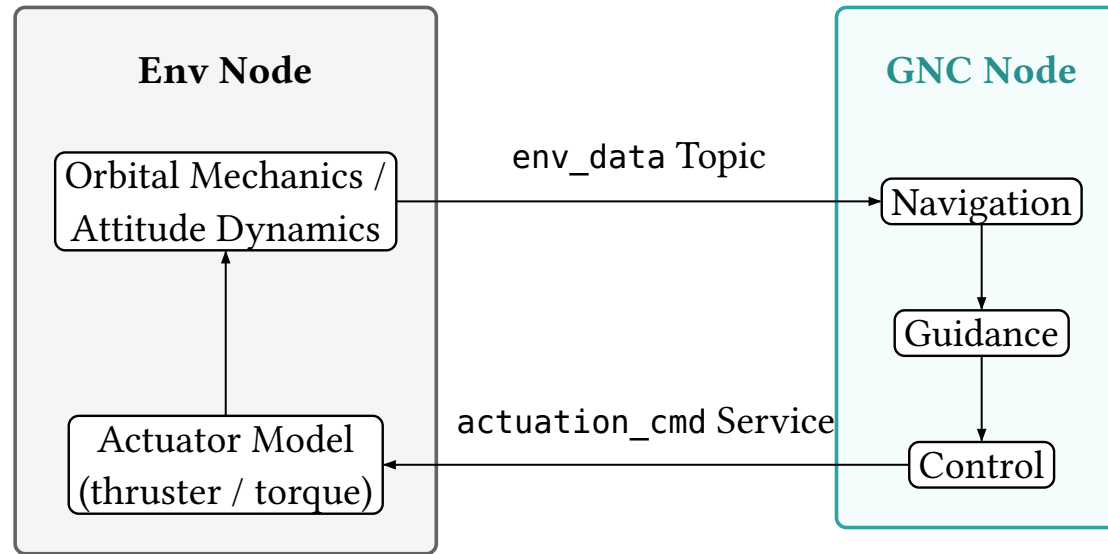 Env Node
Orbital Mechanics /
Attitude Dynamics
Actuator Model
(thruster / torque)
env_data Topic
actuation_cmd Service
GNC Node
Navigation
Guidance
Control